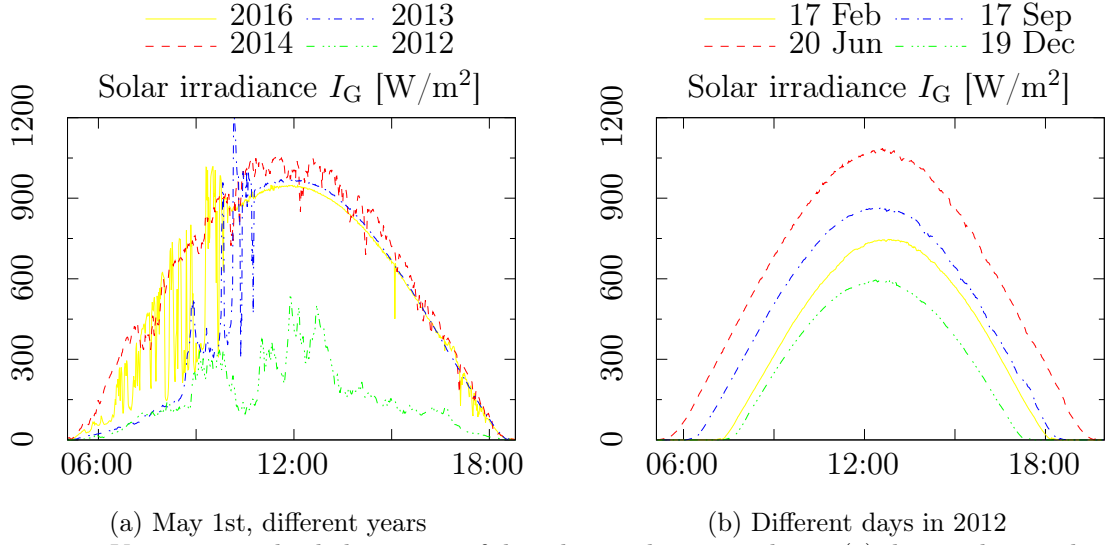 2016
2013
2014
2012
Solar irradiance I_G [W/m²]
1200
900
600
300
0
06:00 12:00 18:00
(a) May 1st, different years
17 Feb
17 Sep
20 Jun
19 Dec
Solar irradiance I_G [W/m²]
1200
900
600
300
0
06:00 12:00 18:00
(b) Different days in 2012